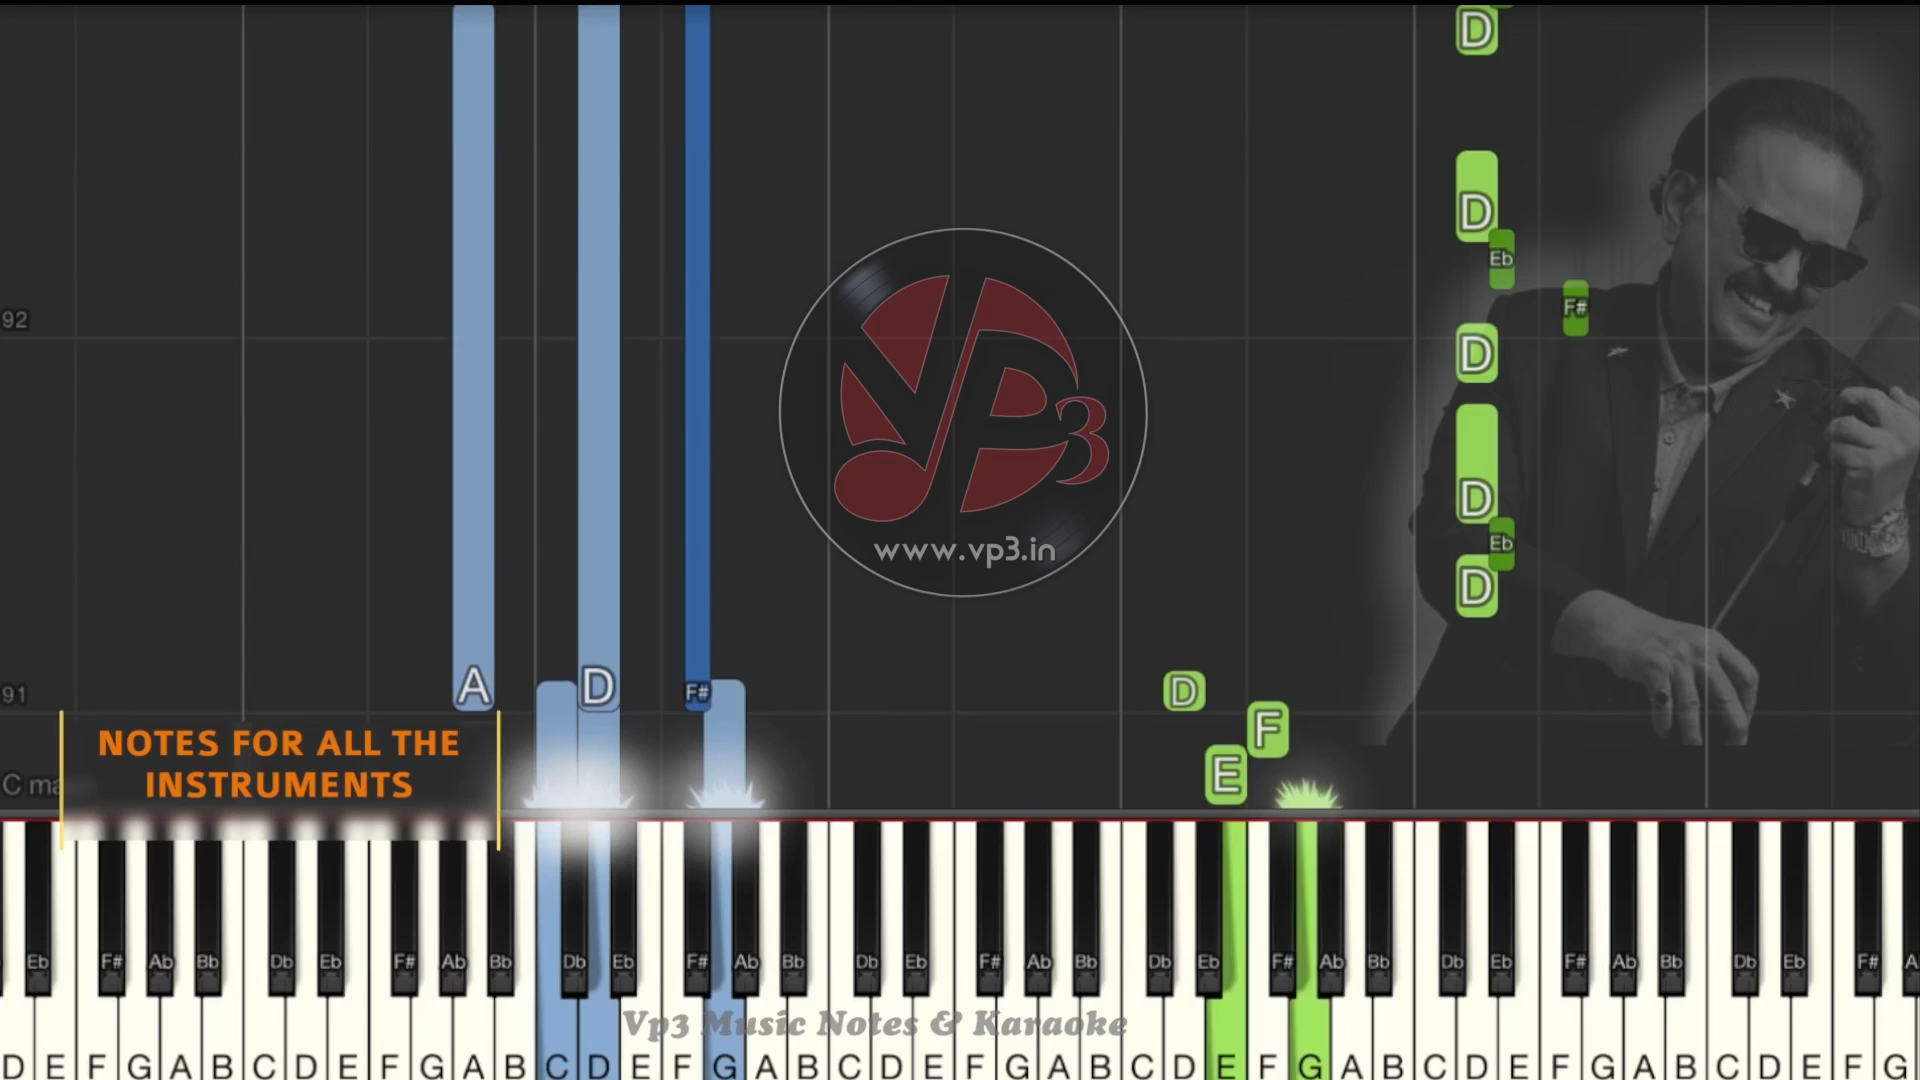 D
D
Eb
F#
92
D
D
Eb
D
VP3
www.vp3.in
A
D
F#
D
91
F
E
NOTES FOR ALL THE
INSTRUMENTS
C ma
Eb F# Ab Bb Db Eb F# Ab Bb Db Eb F# Ab Bb Db Eb F# Ab Bb Db Eb F# Ab Bb Db Eb F# Ab Bb Db Eb F# A
Vp3 Music Notes & Karaoke
D E F G A B C D E F G A B C D E F G A B C D E F G A B C D E F G A B C D E F G A B C D E F G